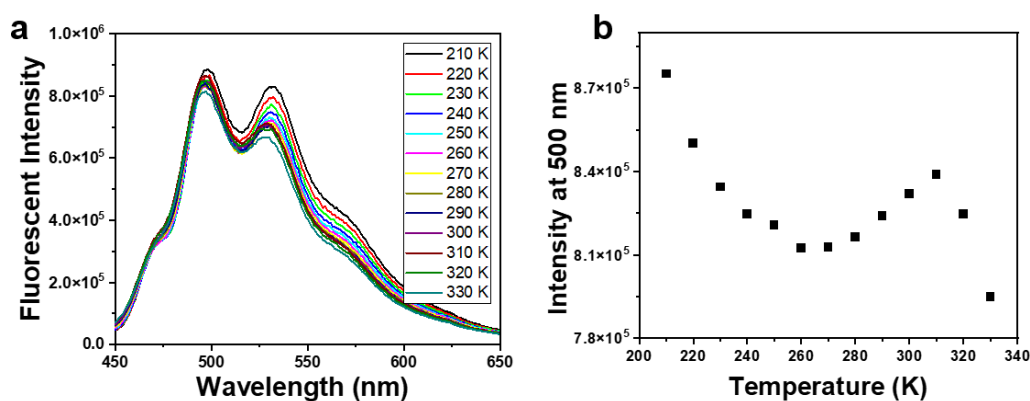 a
Fluorescent Intensity
1.0×10⁶
8.0×10⁵
6.0×10⁵
4.0×10⁵
2.0×10⁵
0.0
450
500
550
600
650
Wavelength (nm)
210 K
220 K
230 K
240 K
250 K
260 K
270 K
280 K
290 K
300 K
310 K
320 K
330 K
b
Intensity at 500 nm
8.7×10⁵
8.4×10⁵
8.1×10⁵
7.8×10⁵
200
220
240
260
280
300
320
340
Temperature (K)